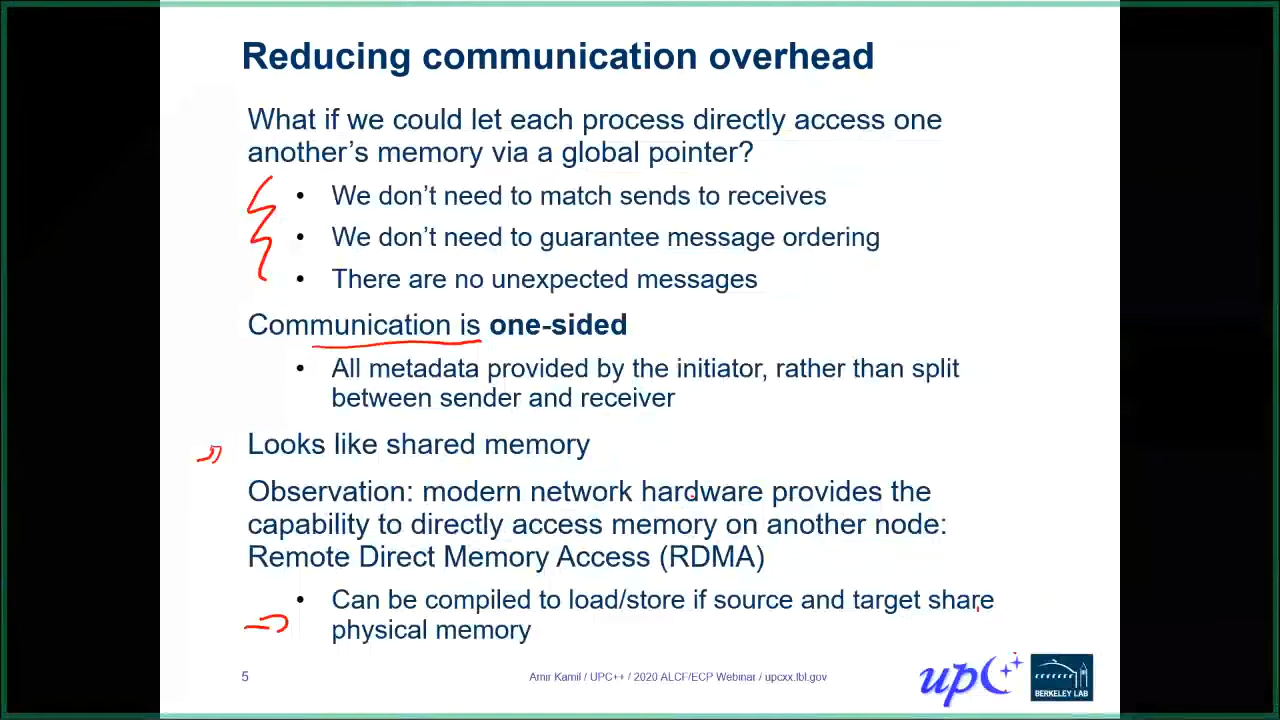 Reducing communication overhead
What if we could let each process directly access one
another’s memory via a global pointer?
• We don’t need to match sends to receives
• We don’t need to guarantee message ordering
• There are no unexpected messages
Communication is one-sided
• All metadata provided by the initiator, rather than split
between sender and receiver
Looks like shared memory
Observation: modern network hardware provides the
capability to directly access memory on another node:
Remote Direct Memory Access (RDMA)
• Can be compiled to load/store if source and target share
physical memory
5
Amir Kamil / UPC++ / 2020 ALCF/ECP Webinar / upcxx.lbl.gov
upC++
BERKELEY LAB